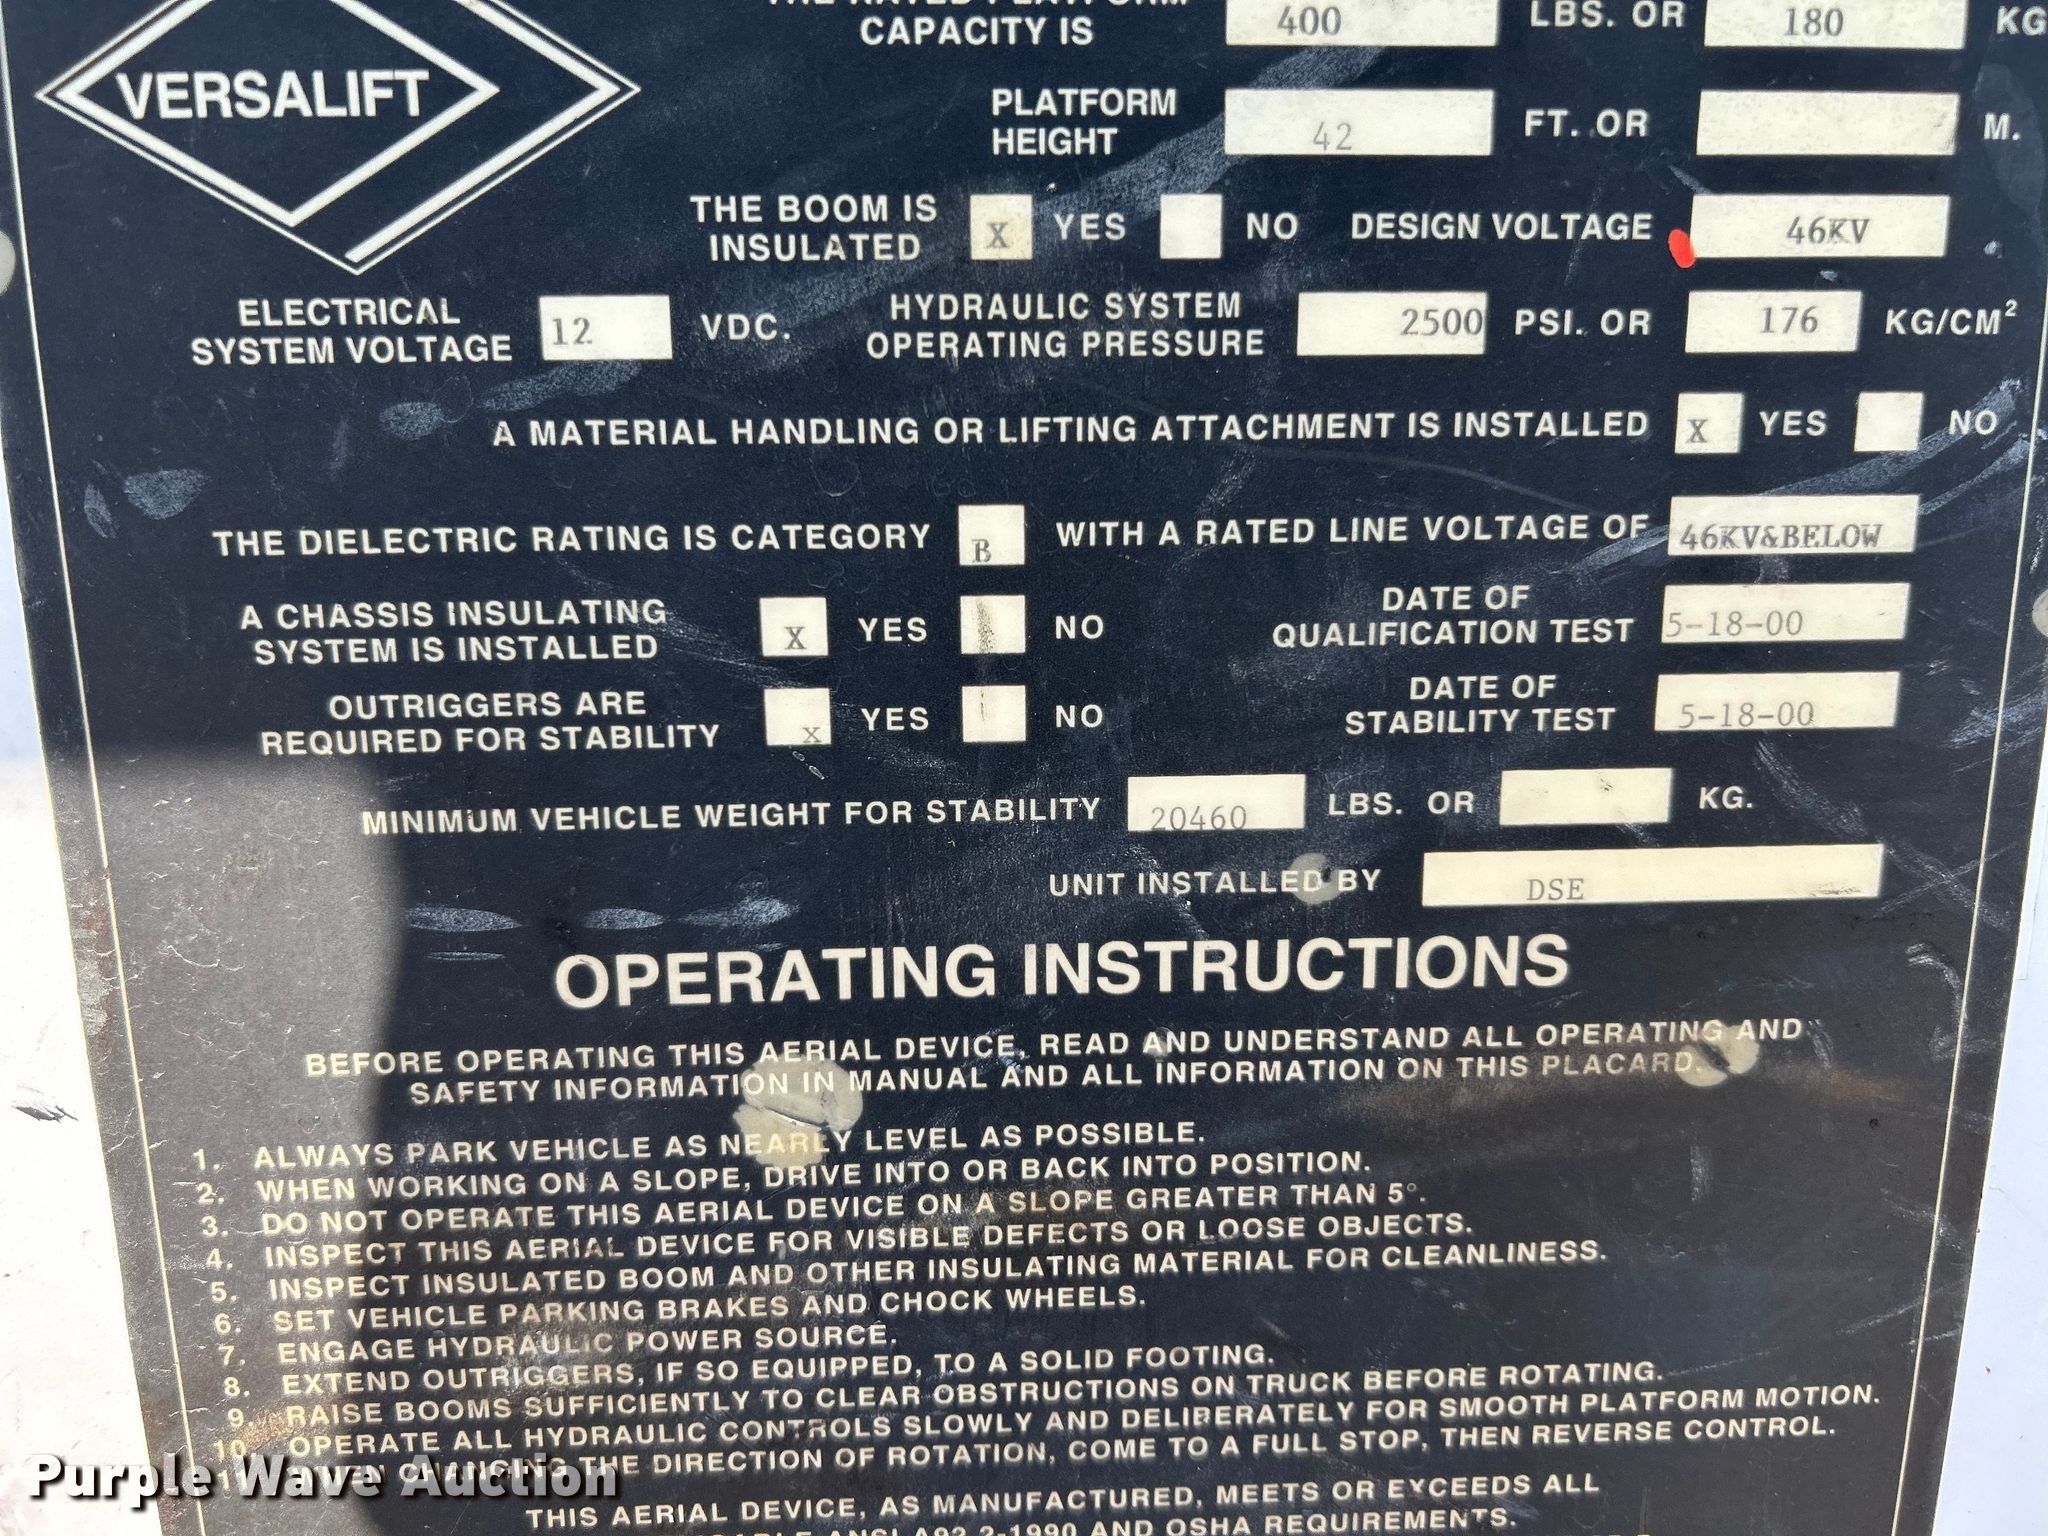 THE RATED PLATFORM
CAPACITY IS 400 LBS. OR 180 KG
VERSALIFT
PLATFORM
HEIGHT 42 FT. OR M.
THE BOOM IS
INSULATED X YES NO DESIGN VOLTAGE 46KV
ELECTRICAL
SYSTEM VOLTAGE 12 VDC.
HYDRAULIC SYSTEM
OPERATING PRESSURE 2500 PSI. OR 176 KG/CM²
A MATERIAL HANDLING OR LIFTING ATTACHMENT IS INSTALLED X YES NO
THE DIELECTRIC RATING IS CATEGORY B WITH A RATED LINE VOLTAGE OF 46KV&BELOW
A CHASSIS INSULATING
SYSTEM IS INSTALLED X YES NO
DATE OF
QUALIFICATION TEST 5-18-00
OUTRIGGERS ARE
REQUIRED FOR STABILITY x YES NO
DATE OF
STABILITY TEST 5-18-00
MINIMUM VEHICLE WEIGHT FOR STABILITY 20460 LBS. OR KG.
UNIT INSTALLED BY DSE
OPERATING INSTRUCTIONS
BEFORE OPERATING THIS AERIAL DEVICE, READ AND UNDERSTAND ALL OPERATING AND
SAFETY INFORMATION IN MANUAL AND ALL INFORMATION ON THIS PLACARD.
1. ALWAYS PARK VEHICLE AS NEARLY LEVEL AS POSSIBLE.
2. WHEN WORKING ON A SLOPE, DRIVE INTO OR BACK INTO POSITION.
3. DO NOT OPERATE THIS AERIAL DEVICE ON A SLOPE GREATER THAN 5°.
4. INSPECT THIS AERIAL DEVICE FOR VISIBLE DEFECTS OR LOOSE OBJECTS.
5. INSPECT INSULATED BOOM AND OTHER INSULATING MATERIAL FOR CLEANLINESS.
6. SET VEHICLE PARKING BRAKES AND CHOCK WHEELS.
7. ENGAGE HYDRAULIC POWER SOURCE.
8. EXTEND OUTRIGGERS, IF SO EQUIPPED, TO A SOLID FOOTING.
9. RAISE BOOMS SUFFICIENTLY TO CLEAR OBSTRUCTIONS ON TRUCK BEFORE ROTATING.
10. OPERATE ALL HYDRAULIC CONTROLS SLOWLY AND DELIBERATELY FOR SMOOTH PLATFORM MOTION.
11. WHEN CHANGING THE DIRECTION OF ROTATION, COME TO A FULL STOP, THEN REVERSE CONTROL.
Purple Wave Auction
THIS AERIAL DEVICE, AS MANUFACTURED, MEETS OR EXCEEDS ALL
ANSI A92.2-1990 AND OSHA REQUIREMENTS.